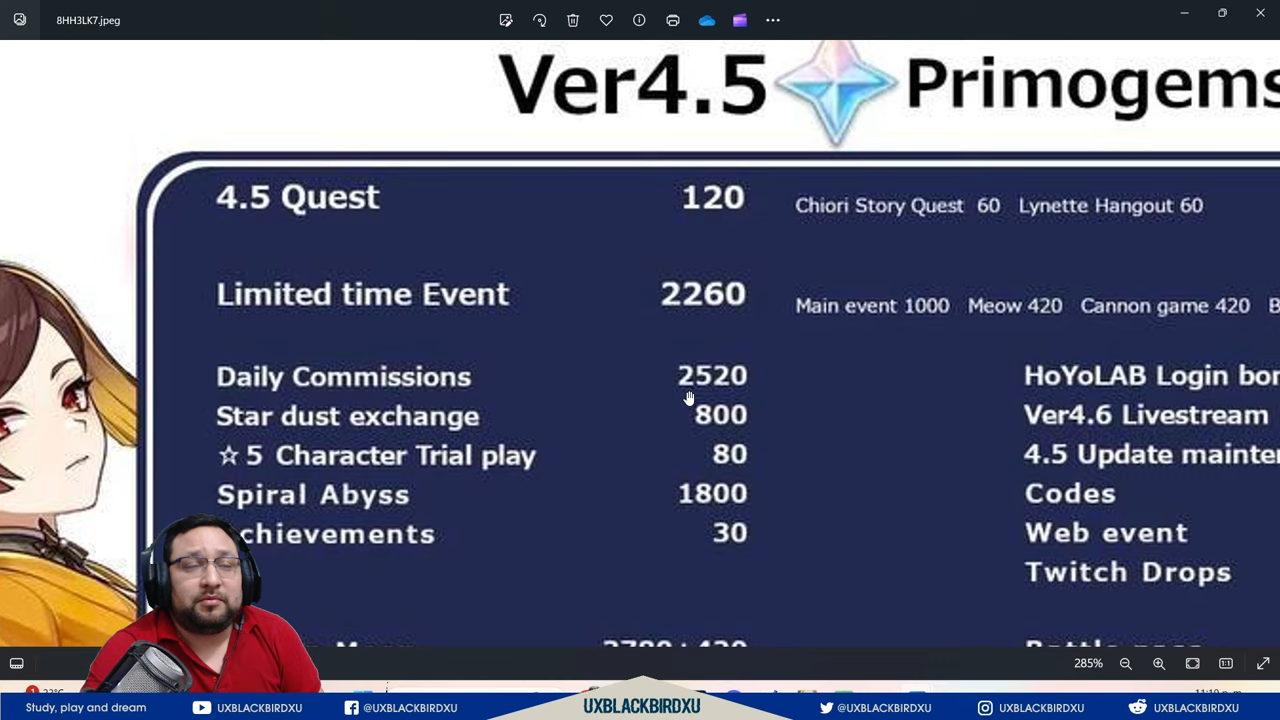 8HH3LK7.jpeg
Ver4.5 Primogems
4.5 Quest 120 Chiori Story Quest 60 Lynette Hangout 60
Limited time Event 2260 Main event 1000 Meow 420 Cannon game 420 B
Daily Commissions 2520 HoYoLAB Login bon
Star dust exchange 800 Ver4.6 Livestream
☆5 Character Trial play 80 4.5 Update mainte
Spiral Abyss 1800 Codes
chievements 30 Web event
Twitch Drops
285%
Study, play and dream UXBLACKBIRDXU @UXBLACKBIRDXU UXBLACKBIRDXU @UXBLACKBIRDXU UXBLACKBIRDXU UXBLACKBIRDXU